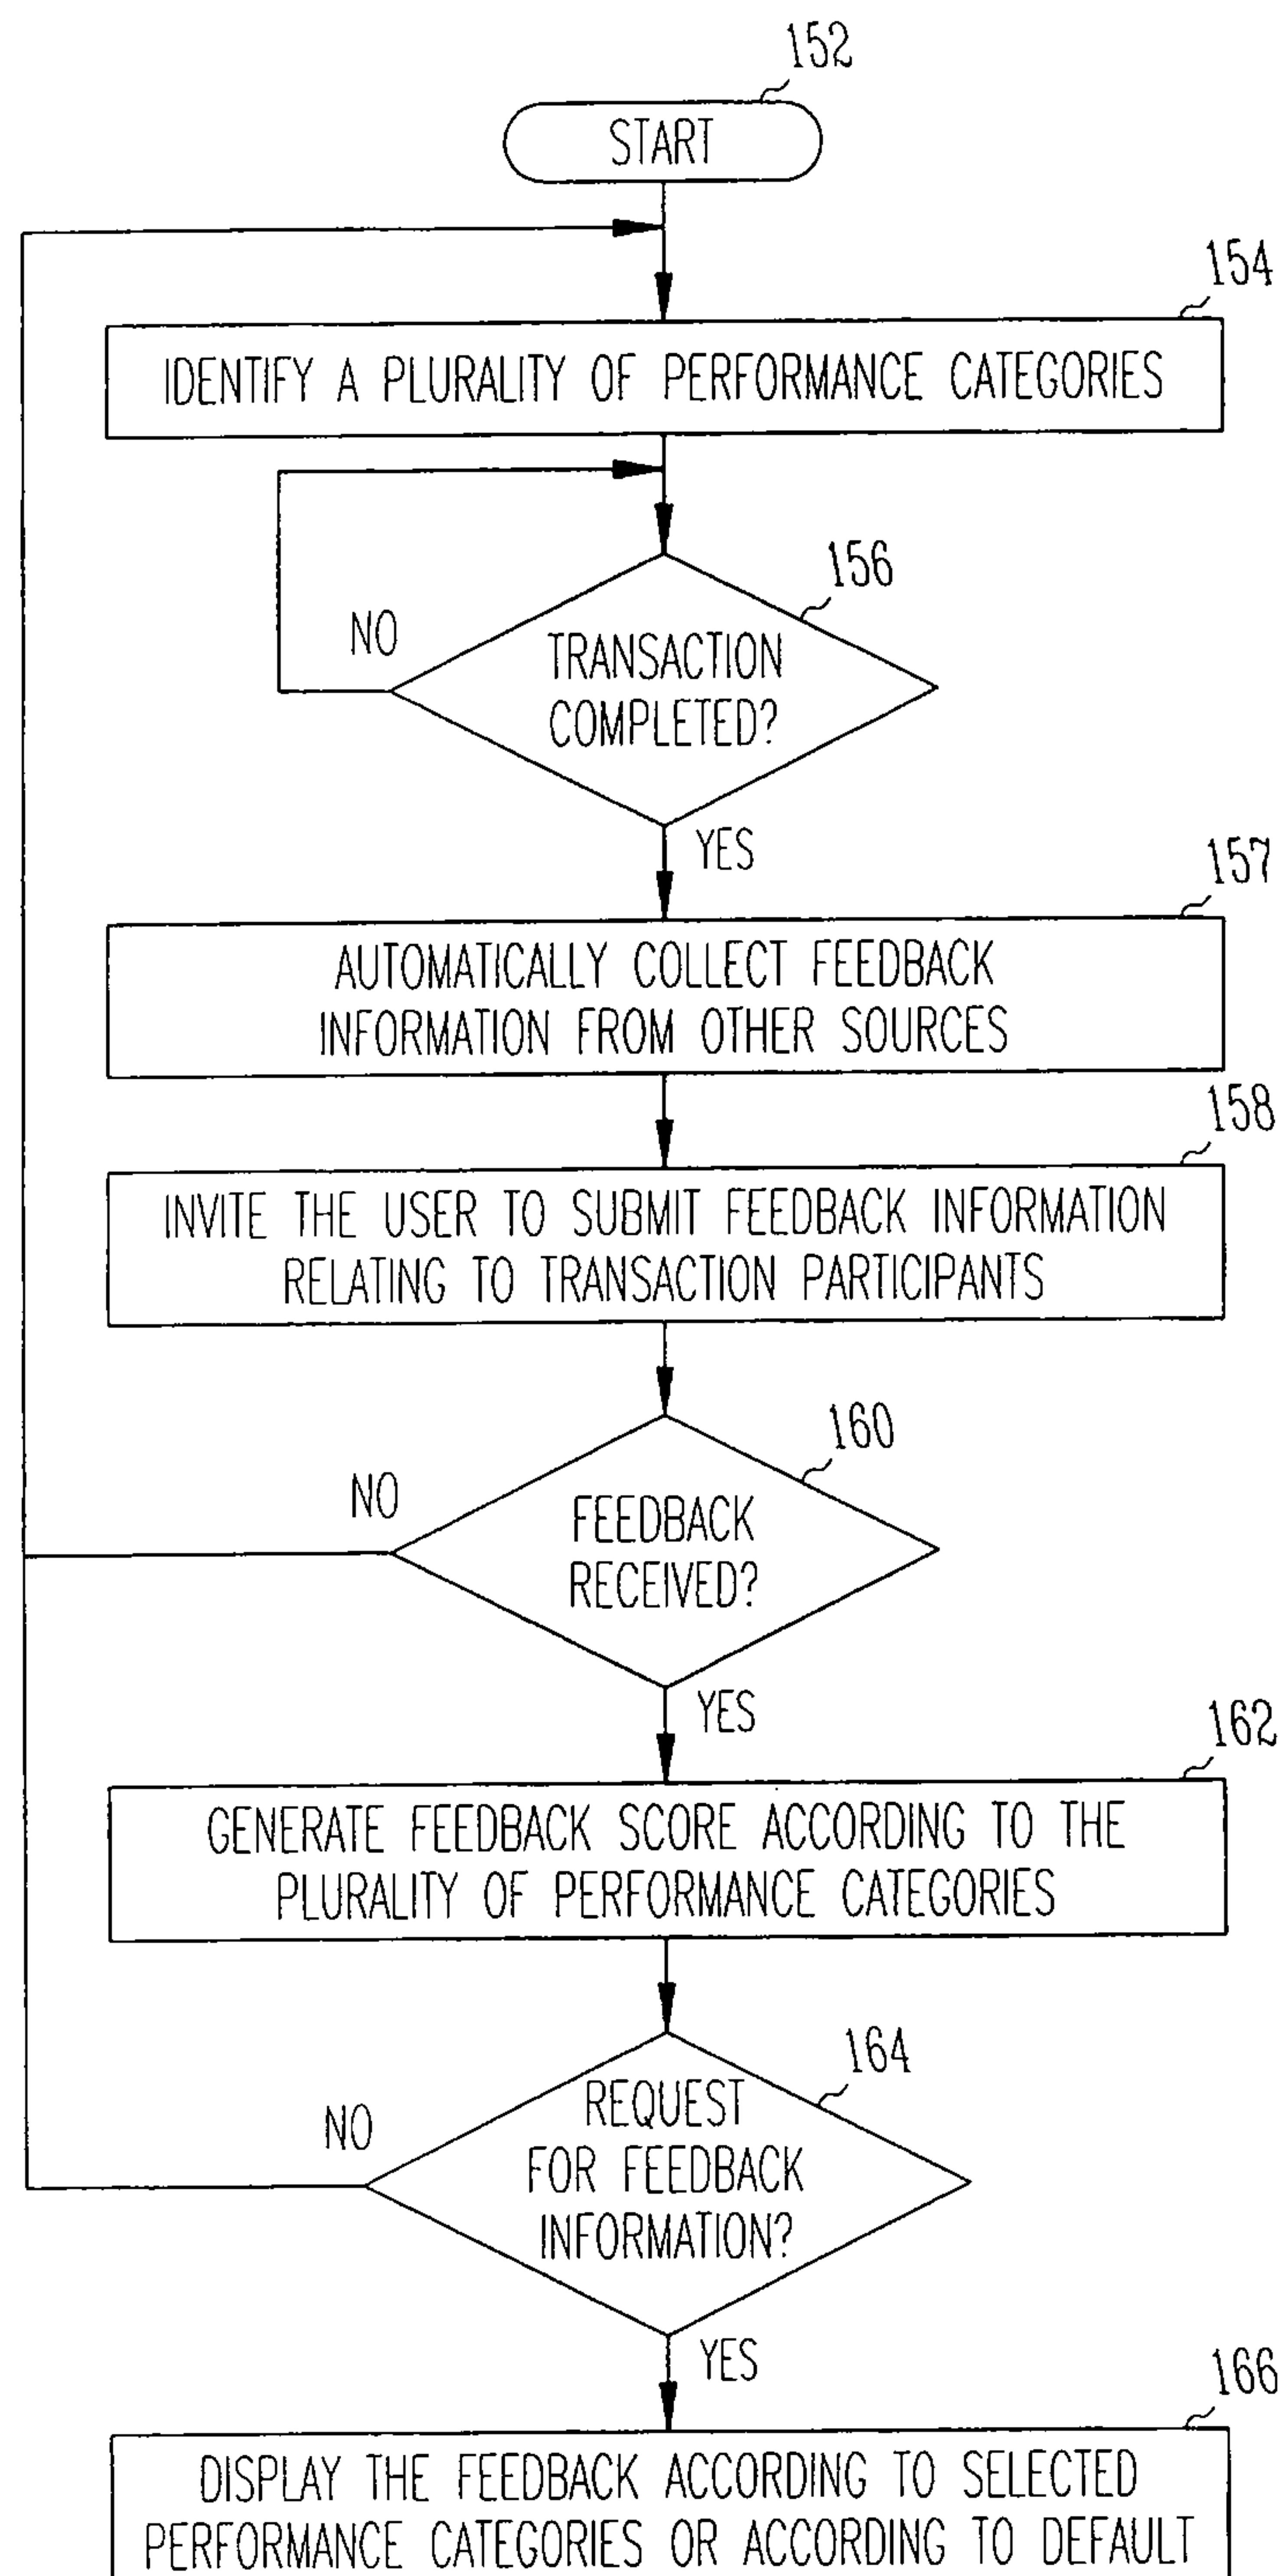 152
START
154
IDENTIFY A PLURALITY OF PERFORMANCE CATEGORIES
156
NO
TRANSACTION
COMPLETED?
YES
157
AUTOMATICALLY COLLECT FEEDBACK
INFORMATION FROM OTHER SOURCES
158
INVITE THE USER TO SUBMIT FEEDBACK INFORMATION
RELATING TO TRANSACTION PARTICIPANTS
160
NO
FEEDBACK
RECEIVED?
YES
162
GENERATE FEEDBACK SCORE ACCORDING TO THE
PLURALITY OF PERFORMANCE CATEGORIES
164
NO
REQUEST
FOR FEEDBACK
INFORMATION?
YES
166
DISPLAY THE FEEDBACK ACCORDING TO SELECTED
PERFORMANCE CATEGORIES OR ACCORDING TO DEFAULT